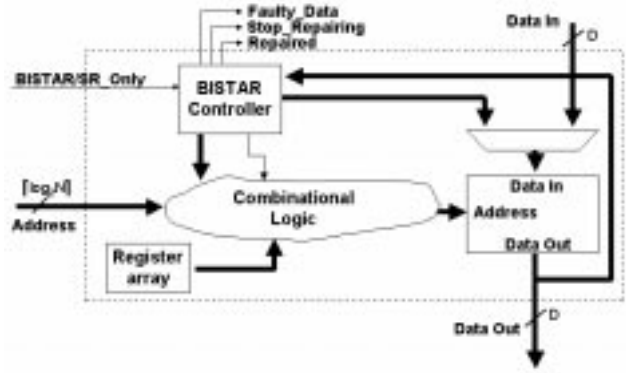 Faulty_Data
Stop_Repairing
Repaired
Data In
D
BISTAR/SR_Only
BISTAR
Controller
⌈log₂N⌉
Address
Combinational
Logic
Data In
Address
Data Out
Register
array
Data Out
D